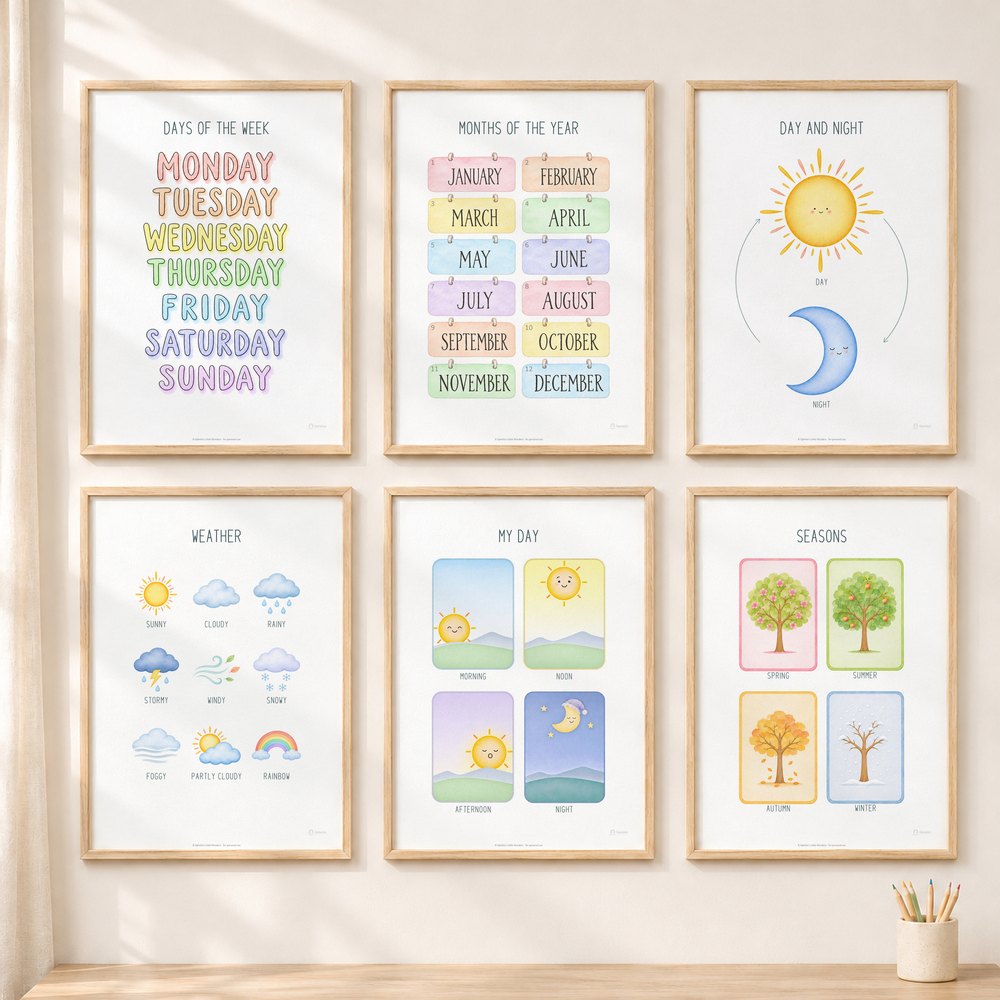 DAYS OF THE WEEK
MONDAY
TUESDAY
WEDNESDAY
THURSDAY
FRIDAY
SATURDAY
SUNDAY
MONTHS OF THE YEAR
1 JANUARY
2 FEBRUARY
3 MARCH
4 APRIL
5 MAY
6 JUNE
7 JULY
8 AUGUST
9 SEPTEMBER
10 OCTOBER
11 NOVEMBER
12 DECEMBER
DAY AND NIGHT
DAY
NIGHT
WEATHER
SUNNY CLOUDY RAINY
STORMY WINDY SNOWY
FOGGY PARTLY CLOUDY RAINBOW
MY DAY
MORNING NOON
AFTERNOON NIGHT
SEASONS
SPRING SUMMER
AUTUMN WINTER